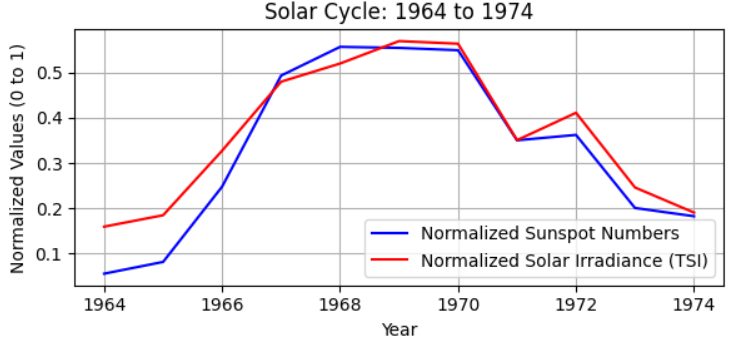 Solar Cycle: 1964 to 1974
Normalized Values (0 to 1)
0.5
0.4
0.3
0.2
0.1
Normalized Sunspot Numbers
Normalized Solar Irradiance (TSI)
1964 1966 1968 1970 1972 1974
Year